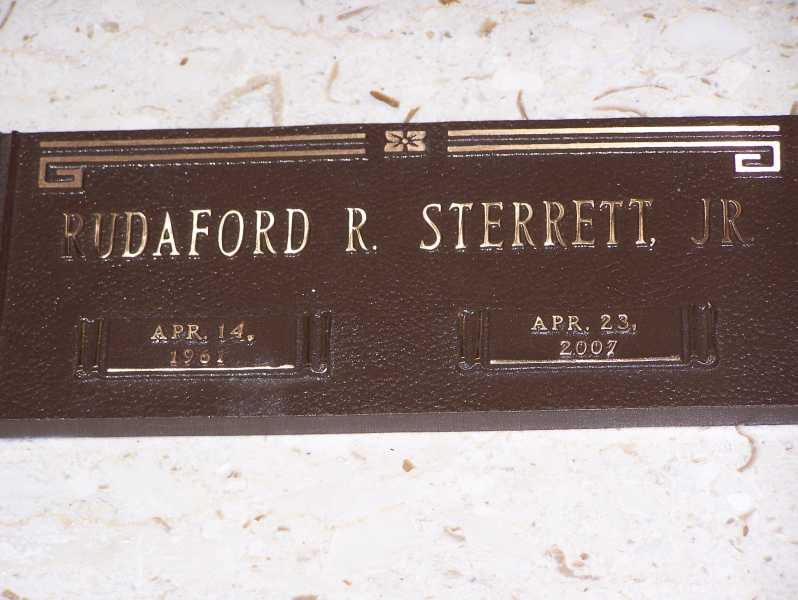 RUDAFORD R. STERRETT, JR.
APR. 14,
1961
APR. 23,
2007